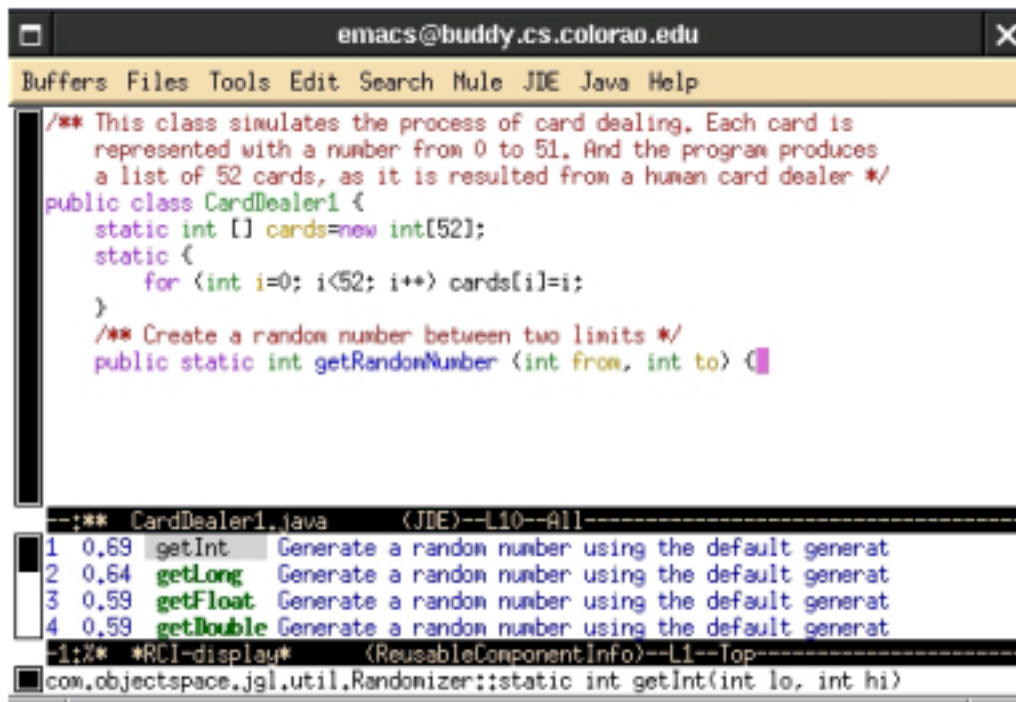 emacs@buddy.cs.colorao.edu
Buffers Files Tools Edit Search Mule JDE Java Help
/** This class simulates the process of card dealing. Each card is
represented with a number from 0 to 51. And the program produces
a list of 52 cards, as it is resulted from a human card dealer */
public class CardDealer1 {
static int [] cards=new int[52];
static {
for (int i=0; i<52; i++) cards[i]=i;
}
/** Create a random number between two limits */
public static int getRandomNumber (int from, int to) {
--:** CardDealer1.java (JDE)--L10--All--------------------------------
1 0.69 getInt Generate a random number using the default generat
2 0.64 getLong Generate a random number using the default generat
3 0.59 getFloat Generate a random number using the default generat
4 0.59 getDouble Generate a random number using the default generat
-1:%* *RCI-display* (ReusableComponentInfo)--L1--Top----------------
com.objectspace.jgl.util.Randomizer::static int getInt(int lo, int hi)